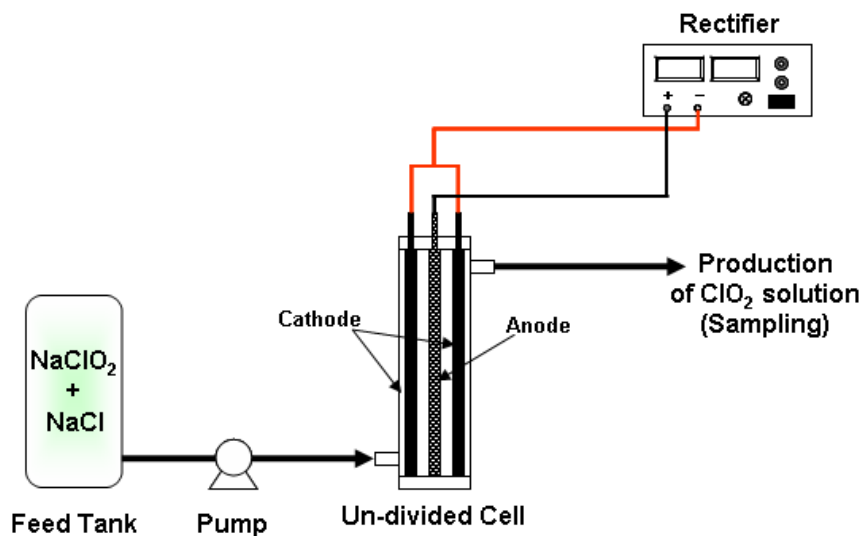 Rectifier
+ −
Production
of ClO₂ solution
(Sampling)
Cathode
Anode
NaClO₂
+
NaCl
Feed Tank
Pump
Un-divided Cell